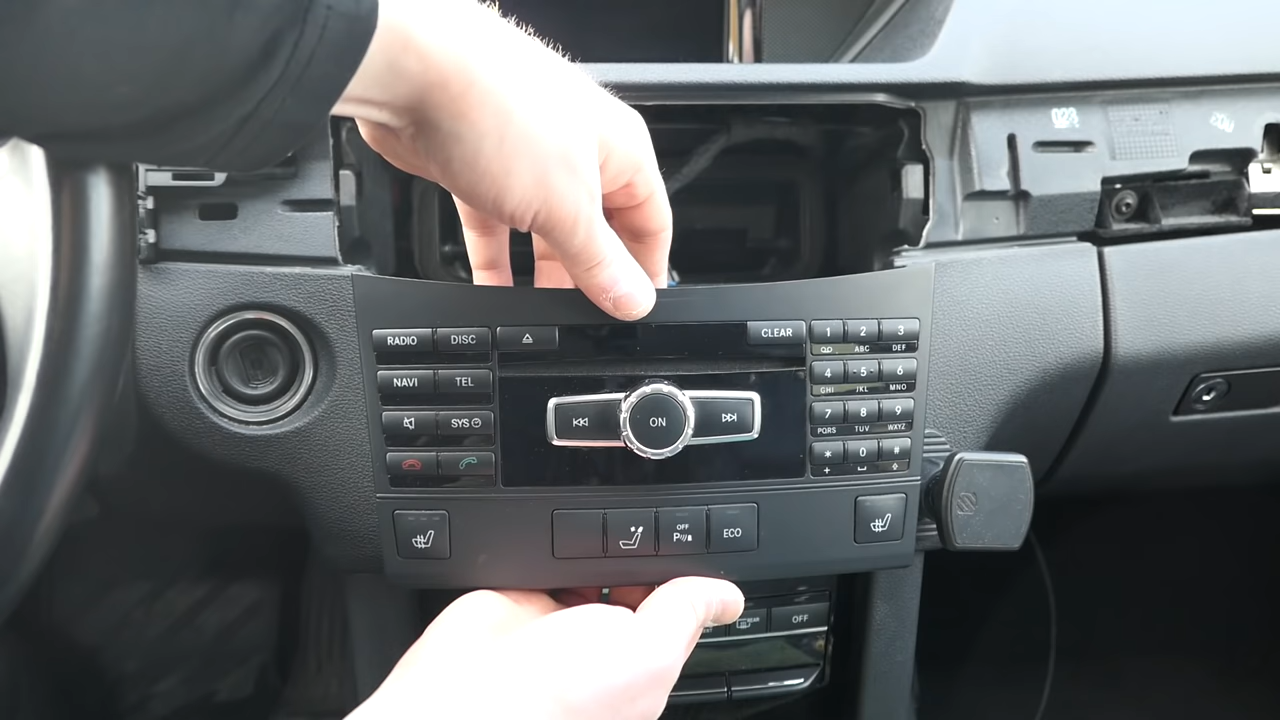 RADIO DISC CLEAR 1 2 3
ABC DEF
NAVI TEL 4 -5- 6
GHI JKL MNO
SYS 7 8 9
ON
PQRS TUV WXYZ
* 0 #
+
OFF
P
ECO
REAR
OFF